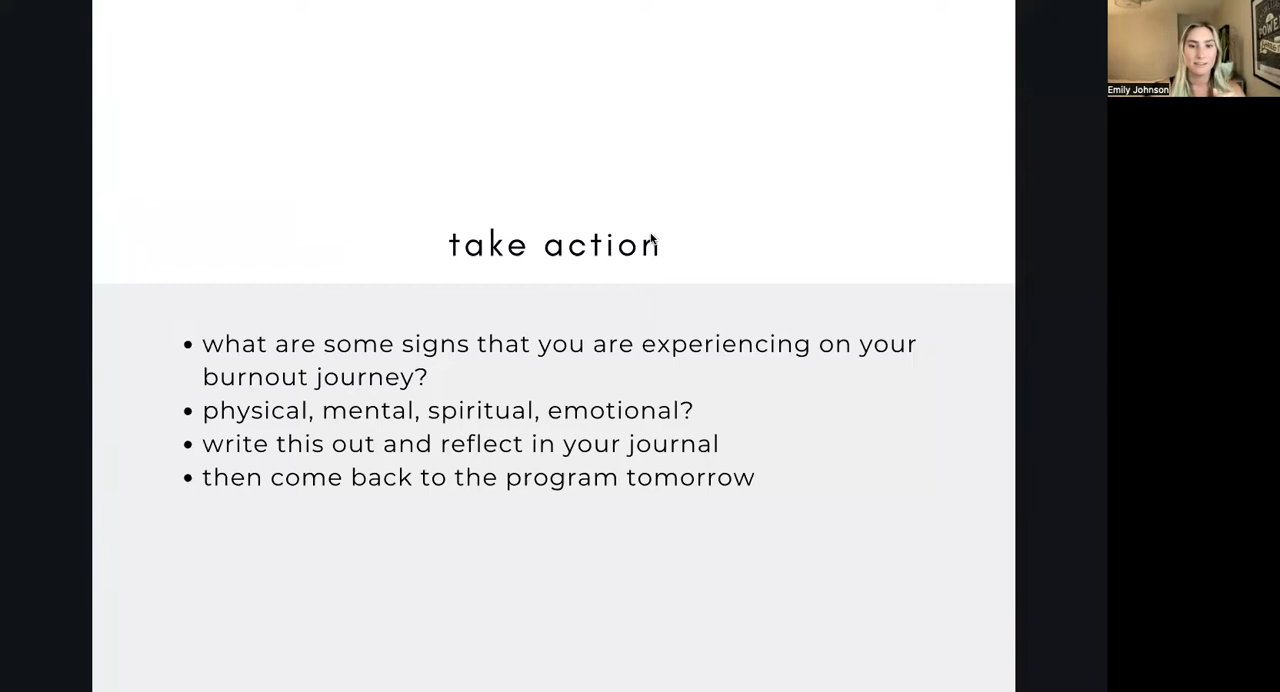 take action
• what are some signs that you are experiencing on your
burnout journey?
• physical, mental, spiritual, emotional?
• write this out and reflect in your journal
• then come back to the program tomorrow
Emily Johnson
POWER